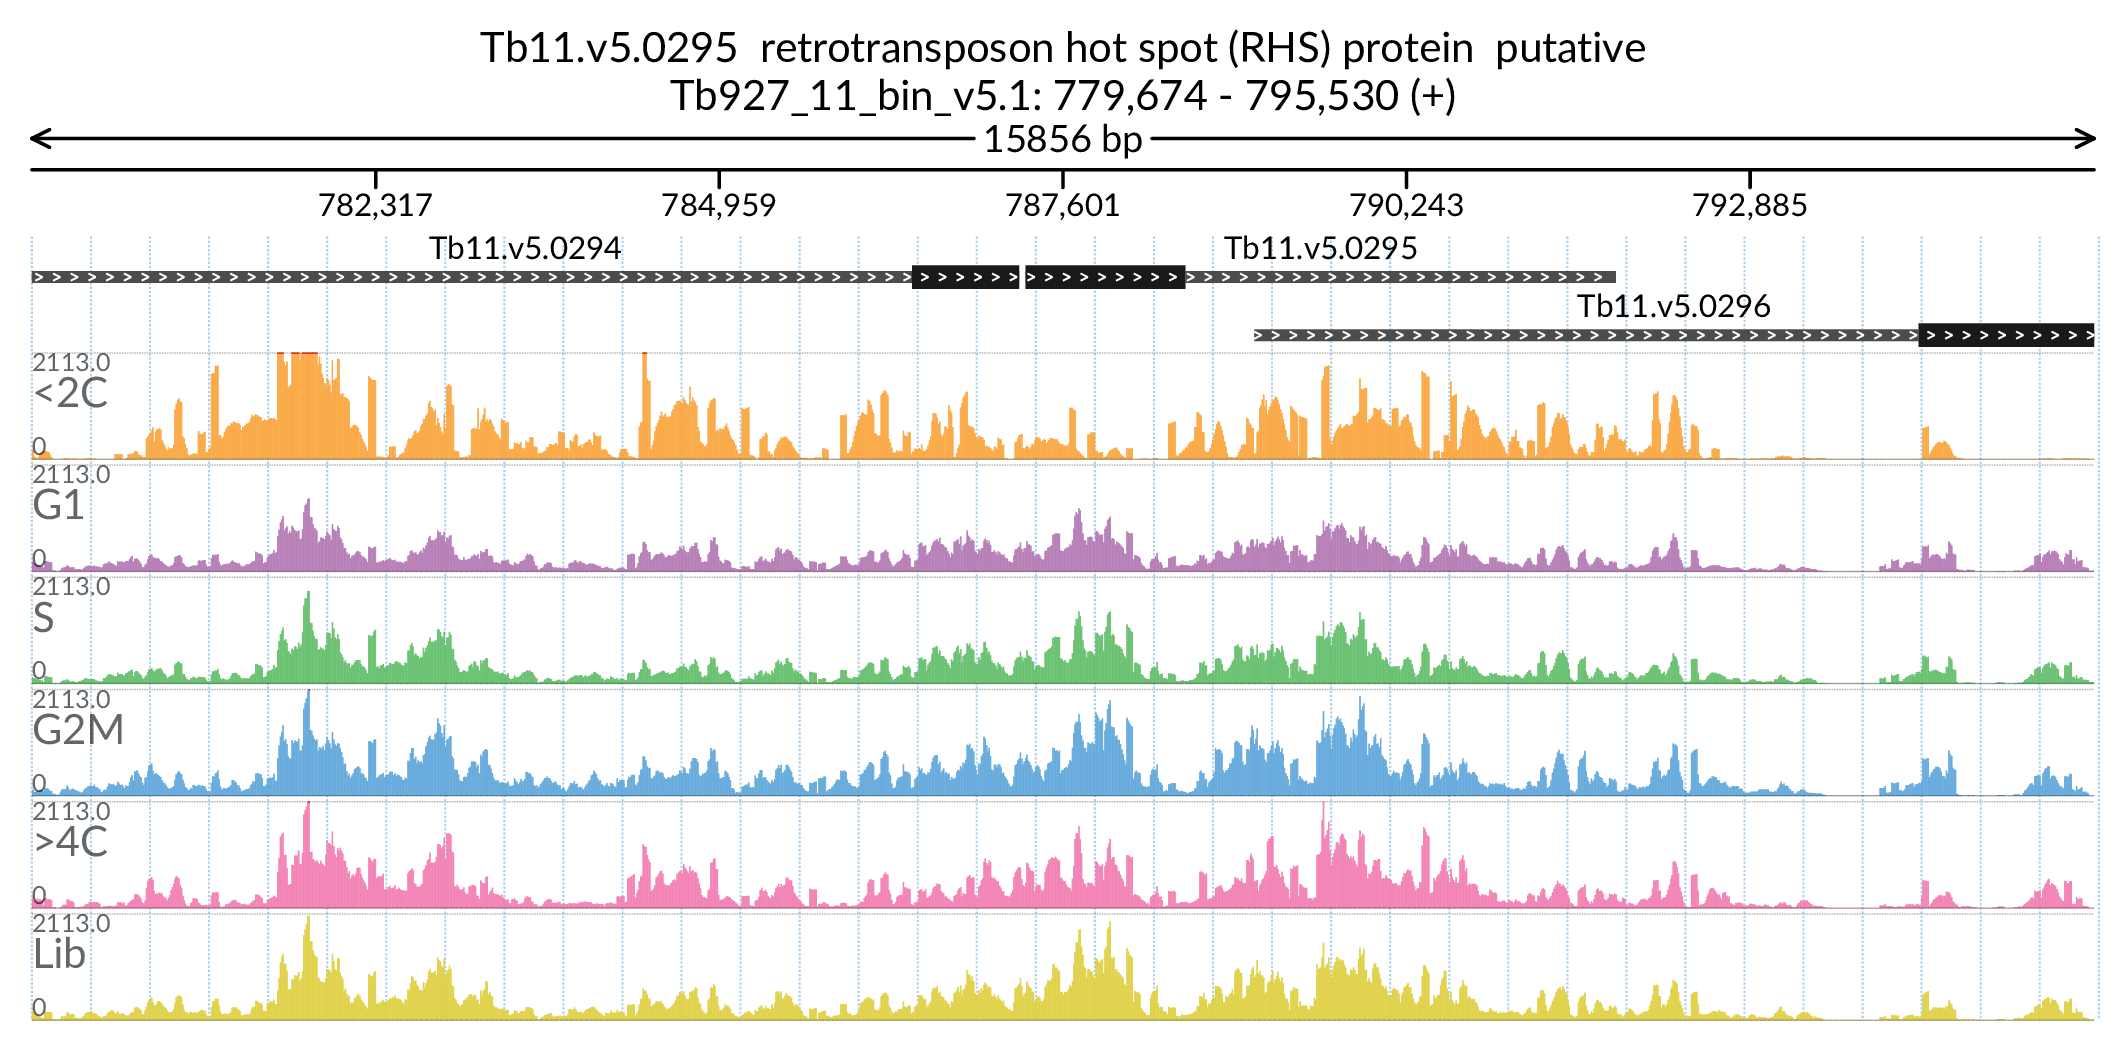 Tb11.v5.0295 retrotransposon hot spot (RHS) protein putative
Tb927_11_bin_v5.1: 779,674 - 795,530 (+)
15856 bp
782,317 784,959 787,601 790,243 792,885
Tb11.v5.0294 Tb11.v5.0295
Tb11.v5.0296
2113.0
<2C
0
2113.0
G1
0
2113.0
S
0
2113.0
G2M
0
2113.0
>4C
0
2113.0
Lib
0